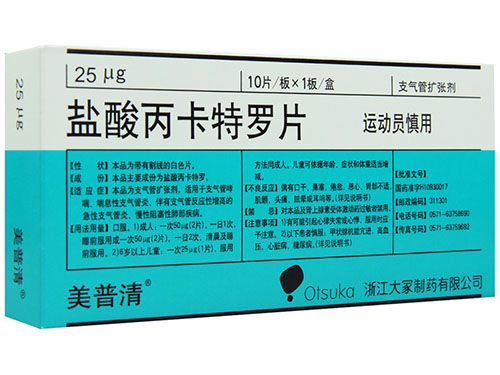 25 μg
美普清®
25 μg
10片/板×1板/盒
支气管扩张剂
盐酸丙卡特罗片
运动员慎用
【性　状】本品为带有割线的白色片。
【成　份】本品主要成份为盐酸丙卡特罗。
【适 应 症】本品为支气管扩张剂。适用于支气管哮
喘、喘息性支气管炎、伴有支气管反应性增高的
急性支气管炎、慢性阻塞性肺部疾病。
【用法用量】口服。1)成人：一次50μg(2片)，一日1次，
睡前服用或一次50μg(2片)，一日2次，清晨及睡
前服用。2)6岁以上儿童：一次25μg(1片)，服用
方法同成人。儿童可依据年龄、症状和体重适当增
减。
【不良反应】偶有口干、鼻塞、倦怠、恶心、胃部不适、
肌颤、头痛、眩晕或耳鸣等。(详见说明书)
【禁　忌】对本品及肾上腺素受体激动药过敏者禁用。
【注意事项】1)有可能引起心律失常或心悸，服用时应
予注意。2)以下患者慎服：甲状腺机能亢进、高血
压、心脏病、糖尿病。(详见说明书)
【批准文号】
国药准字H10930017
【邮政编码】311301
【电话号码】0571-63759690
【传真号码】0571-63759682
美普清®
Otsuka
浙江大冢制药有限公司